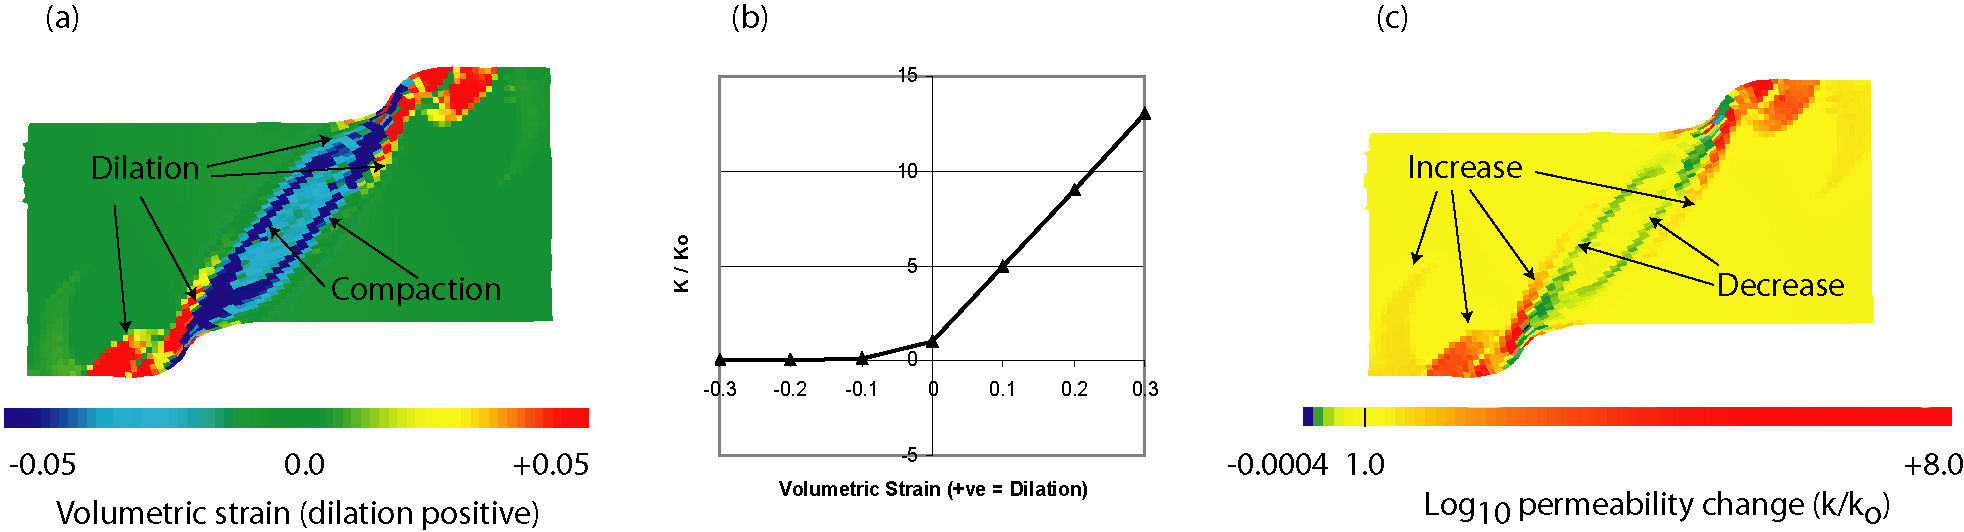 (a)
Dilation
Compaction
-0.05 0.0 +0.05
Volumetric strain (dilation positive)
(b)
15
10
5
0
-5
-0.3 -0.2 -0.1 0 0.1 0.2 0.3
K / Ko
Volumetric Strain (+ve = Dilation)
(c)
Increase
Decrease
-0.0004 1.0 +8.0
Log10 permeability change (k/ko)